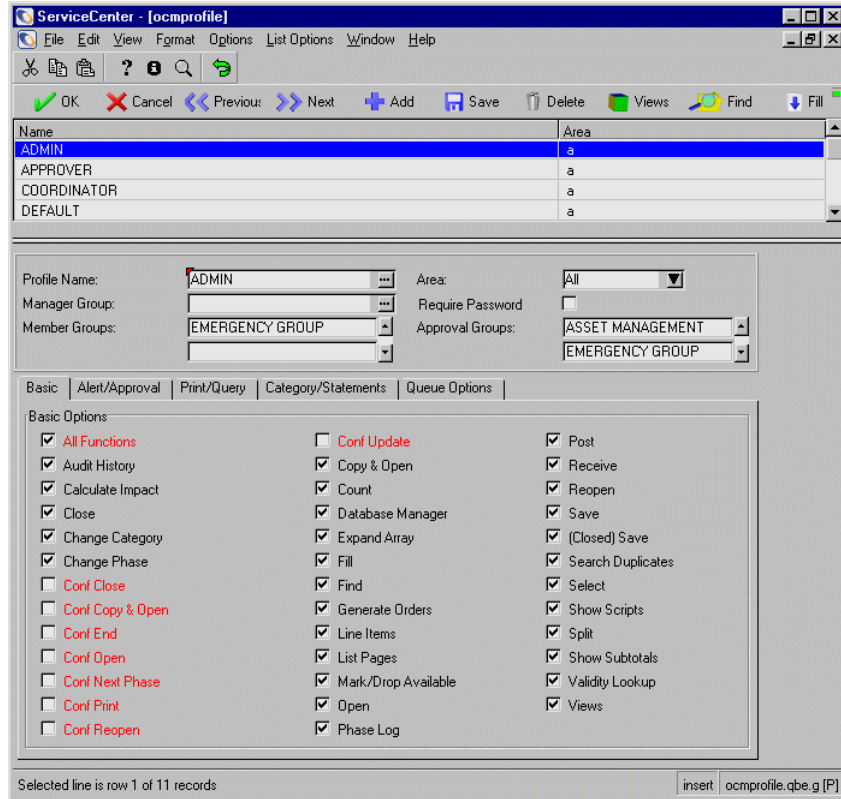 ServiceCenter - [ocmprofile]
File Edit View Format Options List Options Window Help
OK Cancel Previous Next Add Save Delete Views Find Fill
Name Area
ADMIN a
APPROVER a
COORDINATOR a
DEFAULT a
Profile Name: ADMIN Area: All
Manager Group: Require Password
Member Groups: EMERGENCY GROUP Approval Groups: ASSET MANAGEMENT
EMERGENCY GROUP
Basic Alert/Approval Print/Query Category/Statements Queue Options
Basic Options
All Functions Conf Update Post
Audit History Copy & Open Receive
Calculate Impact Count Reopen
Close Database Manager Save
Change Category Expand Array (Closed) Save
Change Phase Fill Search Duplicates
Conf Close Find Select
Conf Copy & Open Generate Orders Show Scripts
Conf End Line Items Split
Conf Open List Pages Show Subtotals
Conf Next Phase Mark/Drop Available Validity Lookup
Conf Print Open Views
Conf Reopen Phase Log
Selected line is row 1 of 11 records insert ocmprofile.qbe.g [P]